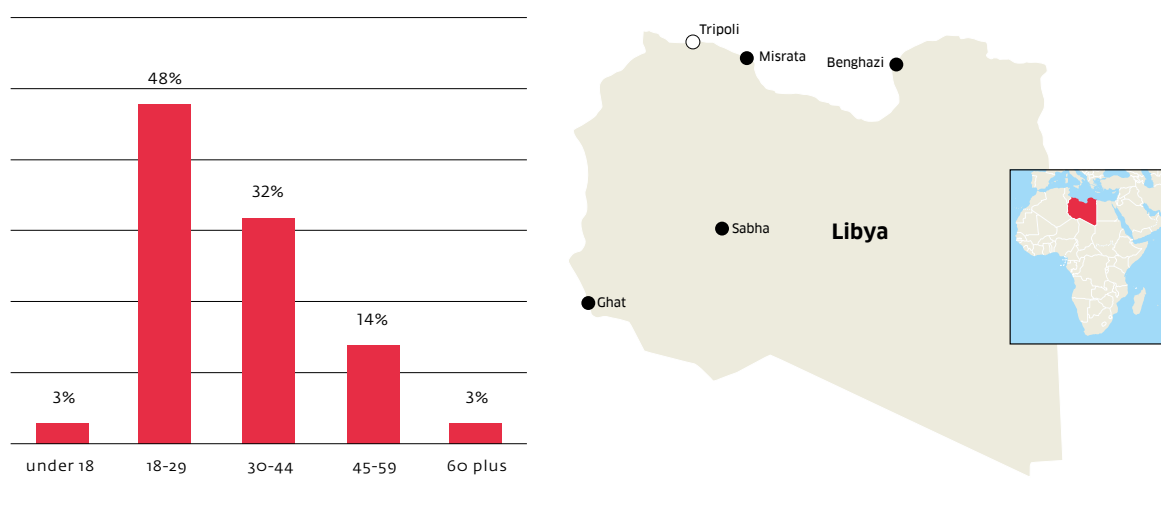 48%
32%
14%
3%
3%
under 18
18-29
30-44
45-59
60 plus
Tripoli
Misrata
Benghazi
Sabha
Libya
Ghat